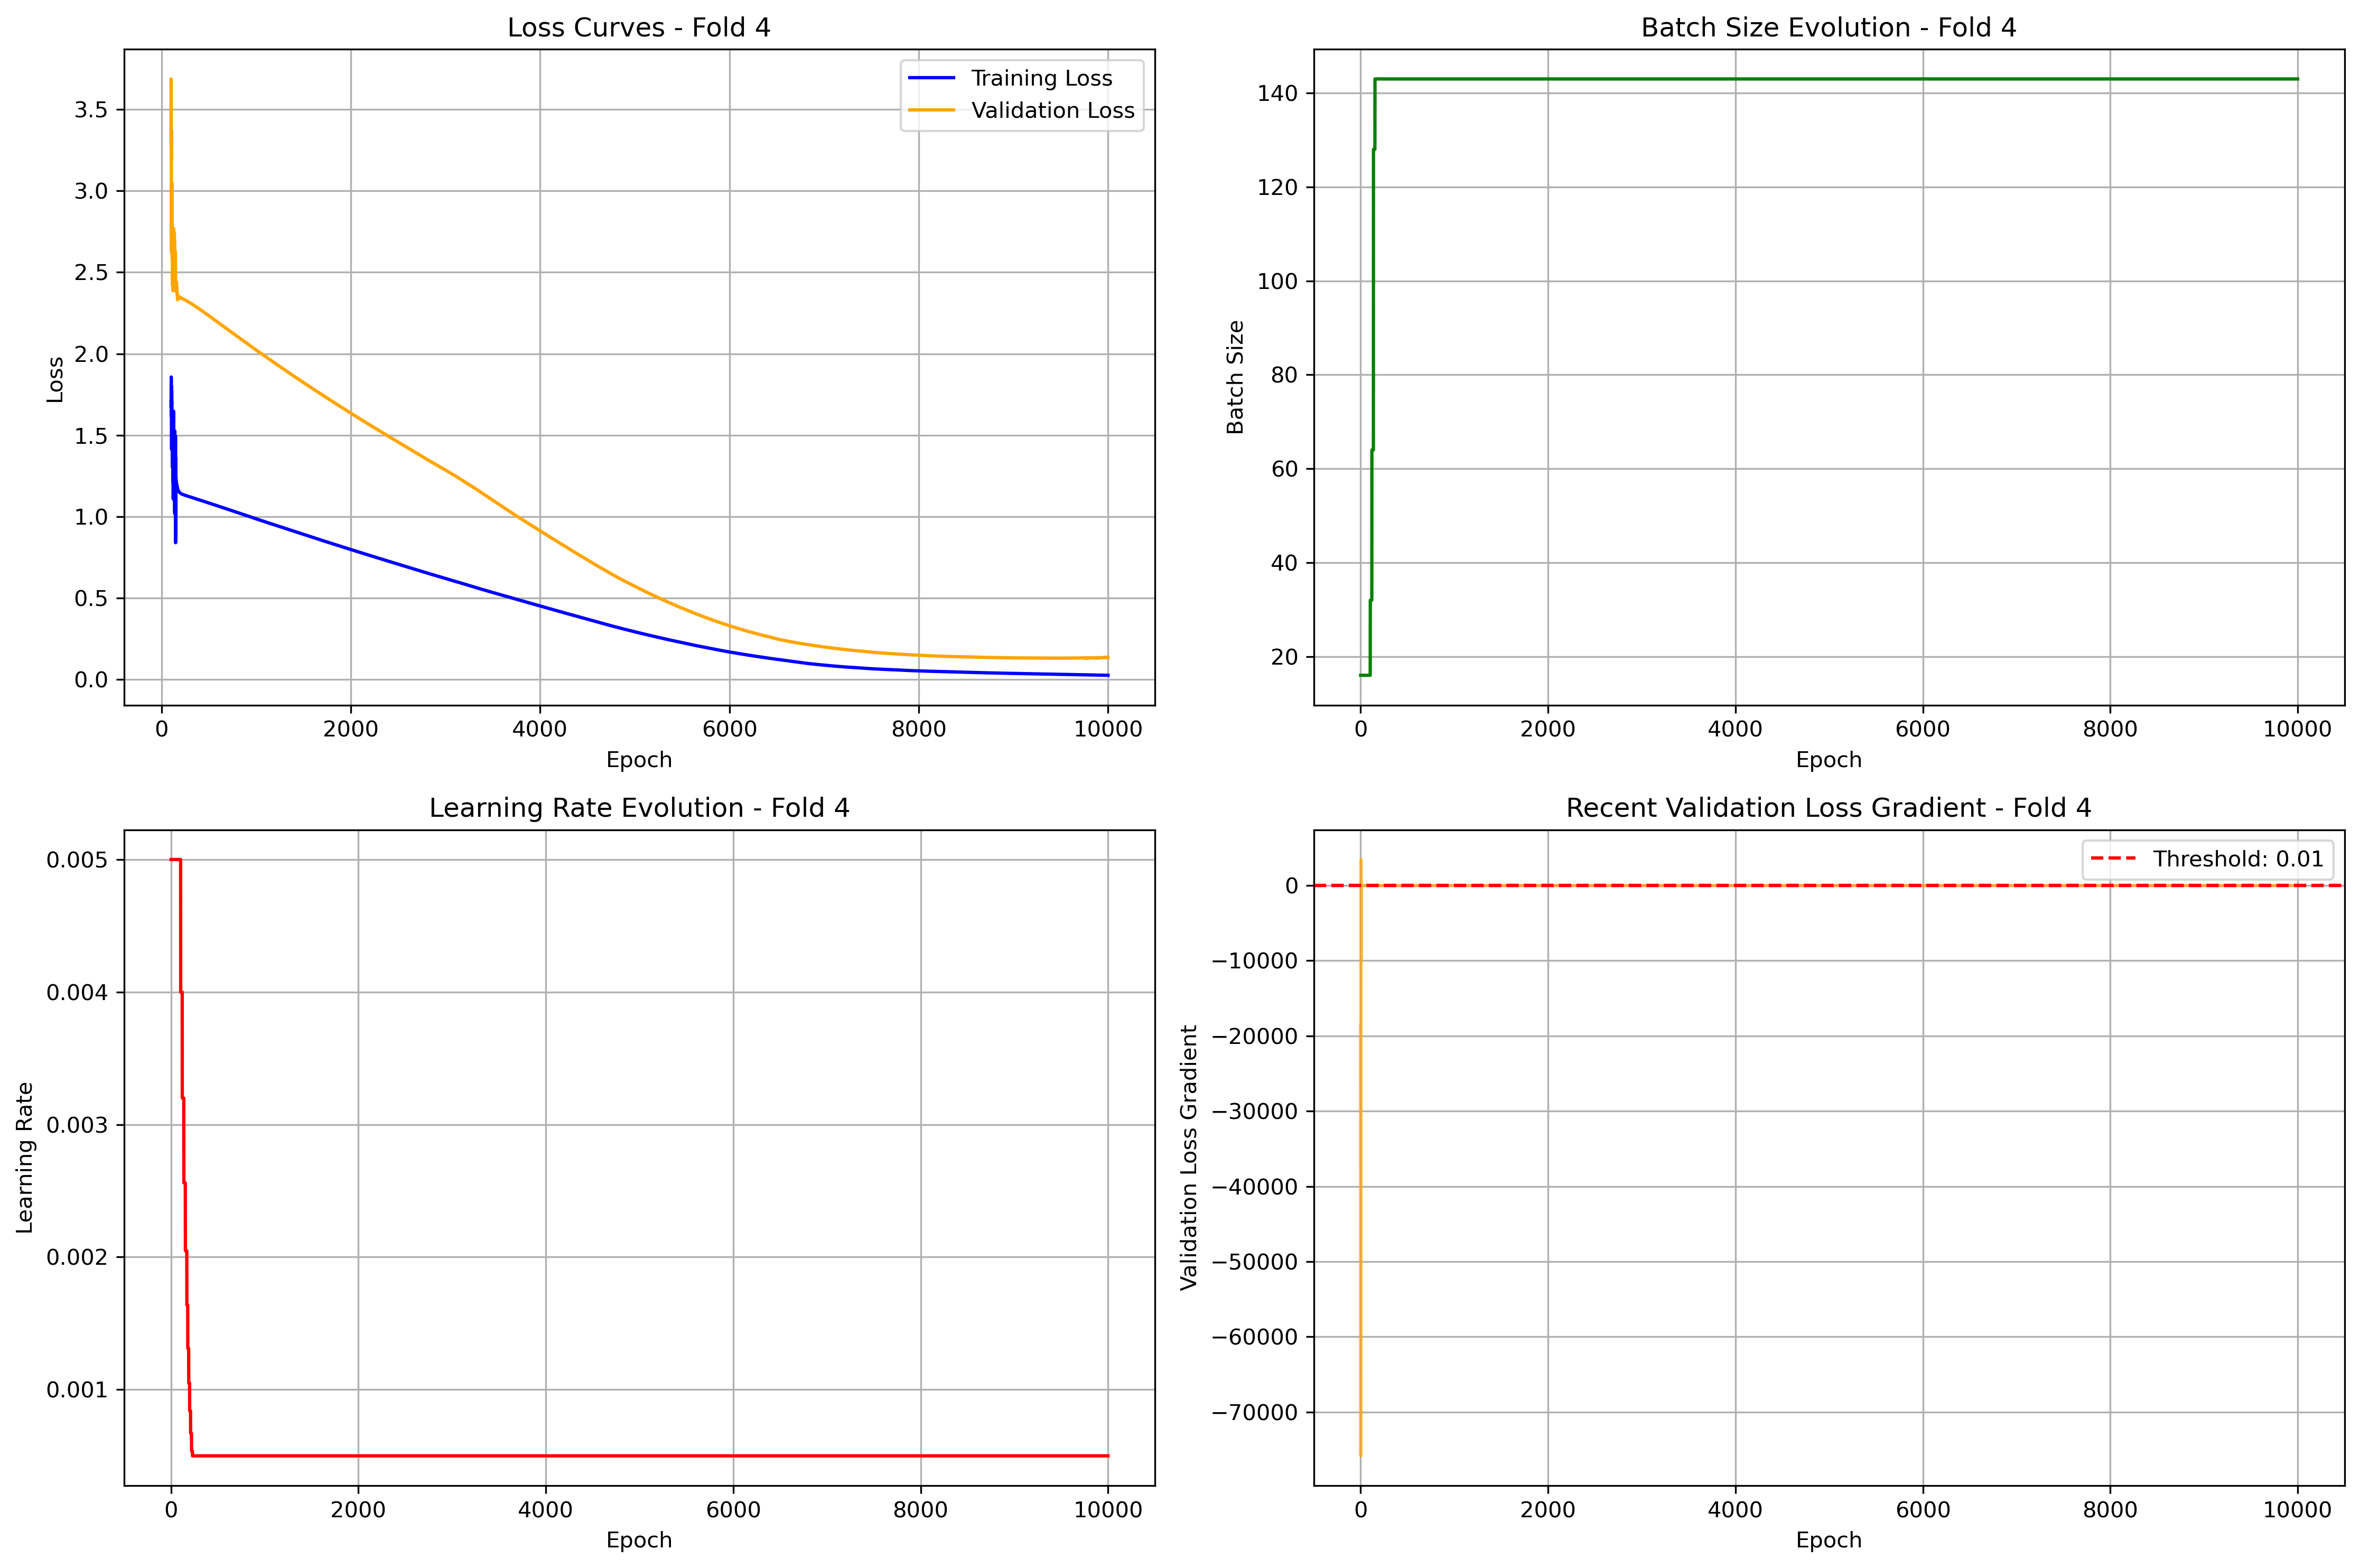 Loss Curves - Fold 4
Training Loss
Validation Loss
3.5
3.0
2.5
2.0
1.5
1.0
0.5
0.0
Loss
0 2000 4000 6000 8000 10000
Epoch
Batch Size Evolution - Fold 4
140
120
100
80
60
40
20
Batch Size
0 2000 4000 6000 8000 10000
Epoch
Learning Rate Evolution - Fold 4
0.005
0.004
0.003
0.002
0.001
Learning Rate
0 2000 4000 6000 8000 10000
Epoch
Recent Validation Loss Gradient - Fold 4
Threshold: 0.01
0
−10000
−20000
−30000
−40000
−50000
−60000
−70000
Validation Loss Gradient
0 2000 4000 6000 8000 10000
Epoch